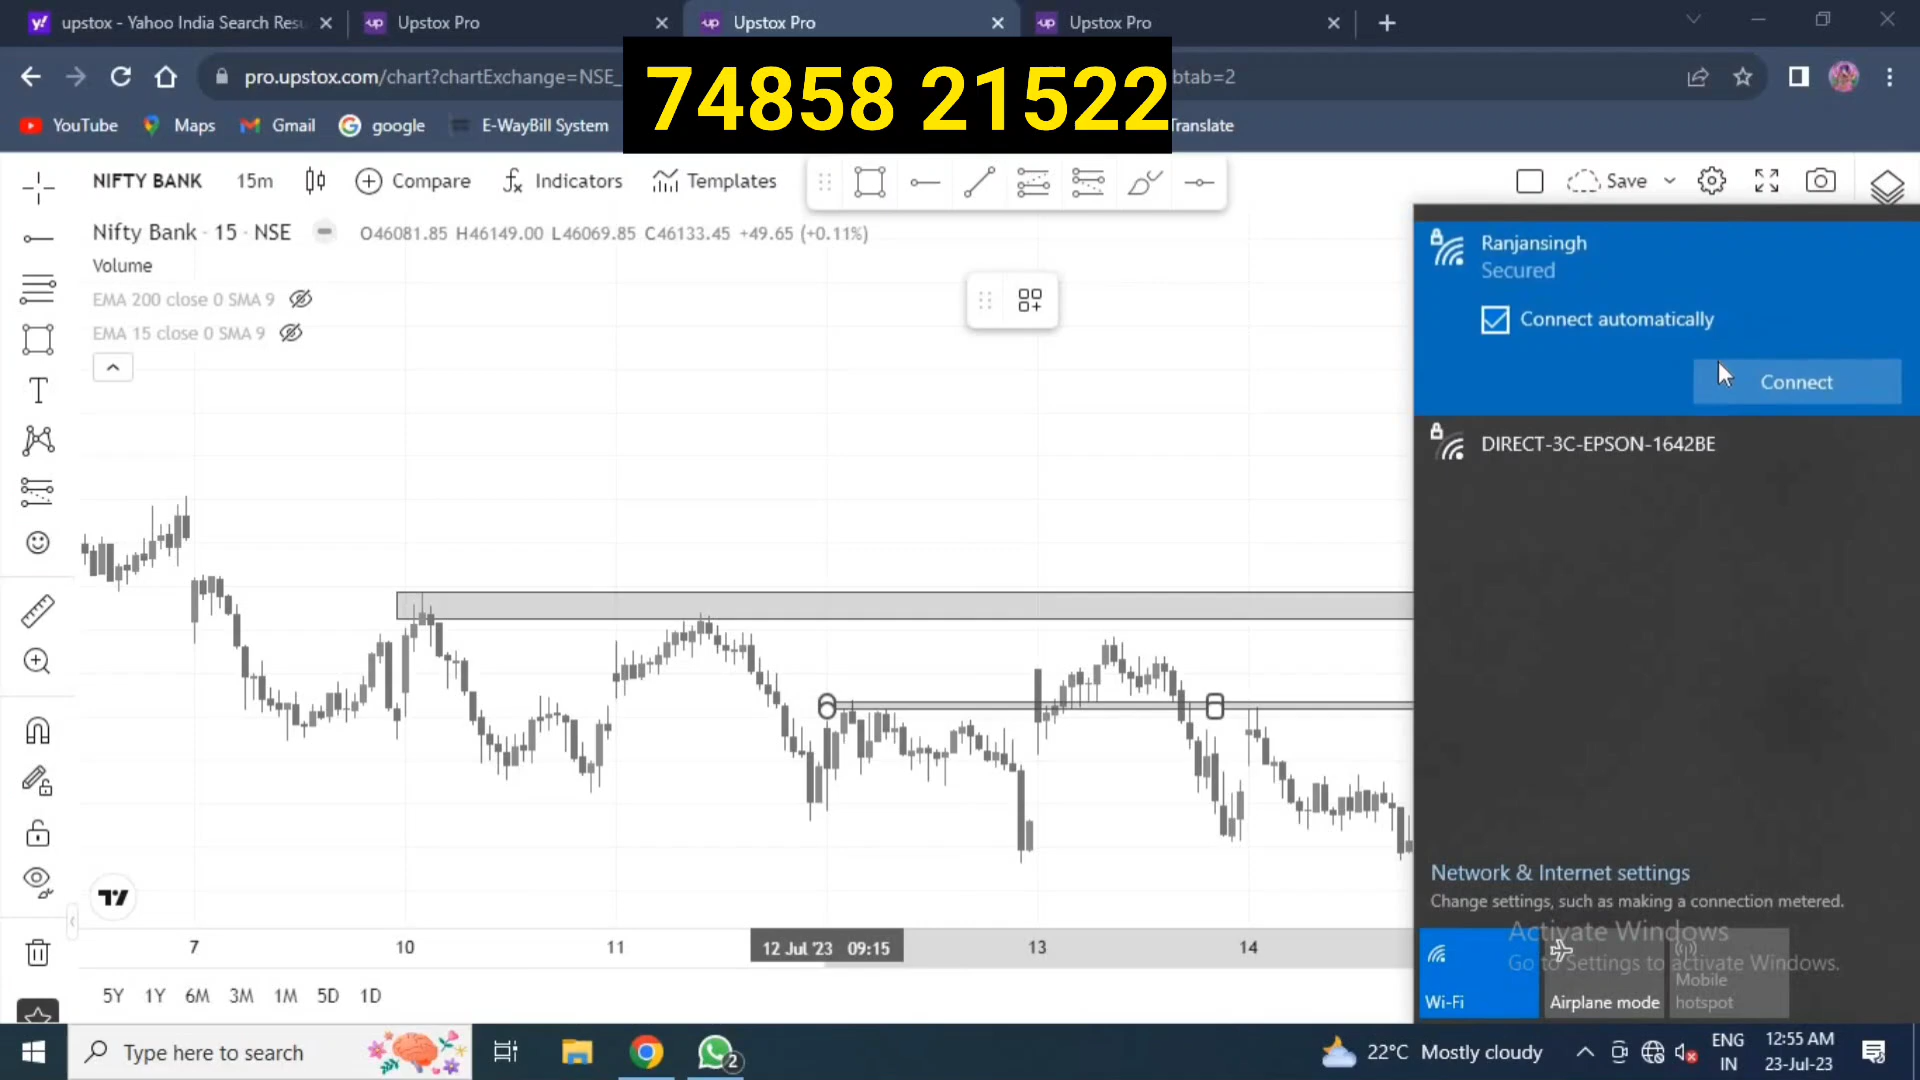 upstox - Yahoo India Search Resu
Upstox Pro
Upstox Pro
Upstox Pro
pro.upstox.com/chart?chartExchange=NSE_
btab=2
74858 21522
YouTube
Maps
Gmail
google
E-WayBill System
Translate
NIFTY BANK
15m
Compare
Indicators
Templates
Save
Nifty Bank · 15 · NSE
O46081.85 H46149.00 L46069.85 C46133.45 +49.65 (+0.11%)
Volume
EMA 200 close 0 SMA 9
EMA 15 close 0 SMA 9
Ranjansingh
Secured
Connect automatically
Connect
DIRECT-3C-EPSON-1642BE
Network & Internet settings
Change settings, such as making a connection metered.
Activate Windows
Go to Settings to activate Windows.
Wi-Fi
Airplane mode
Mobile
hotspot
7
10
11
12 Jul '23 09:15
13
14
5Y 1Y 6M 3M 1M 5D 1D
Type here to search
2
22°C Mostly cloudy
ENG
IN
12:55 AM
23-Jul-23